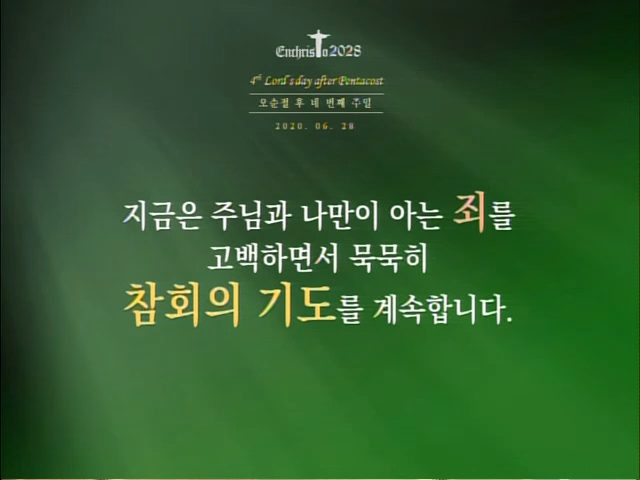 Enchristo2028
4th Lord's day after Pentacost
오순절 후 네 번째 주일
2020. 06. 28
지금은 주님과 나만이 아는 죄를
고백하면서 묵묵히
참회의 기도를 계속합니다.